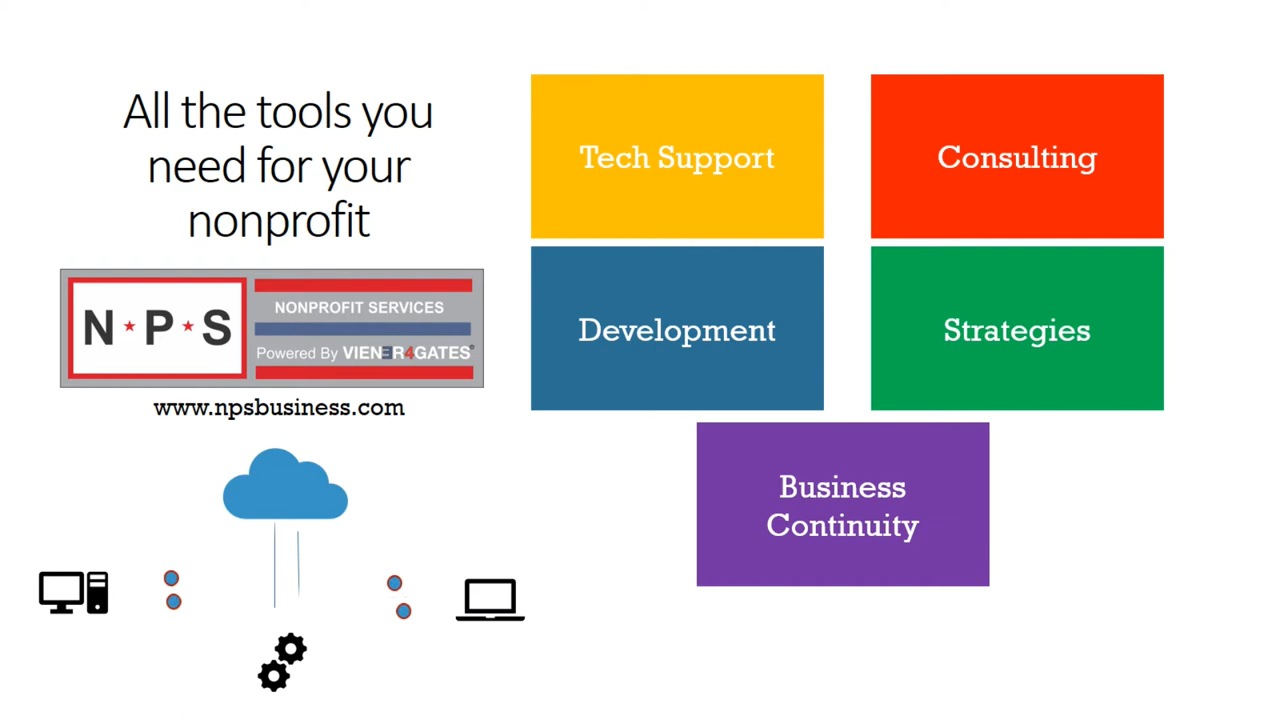 All the tools you
need for your
nonprofit
N★P★S
NONPROFIT SERVICES
Powered By VIENER4GATES
www.npsbusiness.com
Tech Support
Consulting
Development
Strategies
Business
Continuity